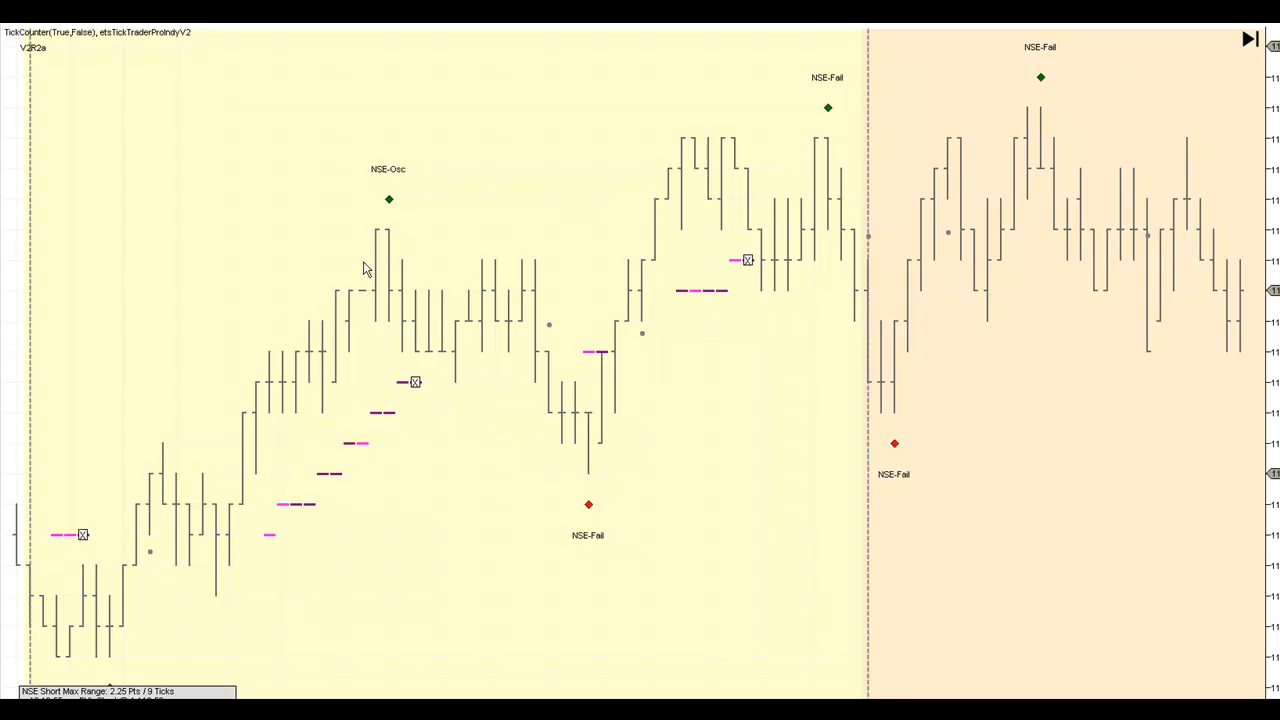 TickCounter(True,False), etsTickTraderProIndyV2
V2R2a
NSE-Fail
NSE-Fail
NSE-Osc
NSE-Fail
NSE-Fail
NSE Short Max Range: 2.25 Pts / 9 Ticks